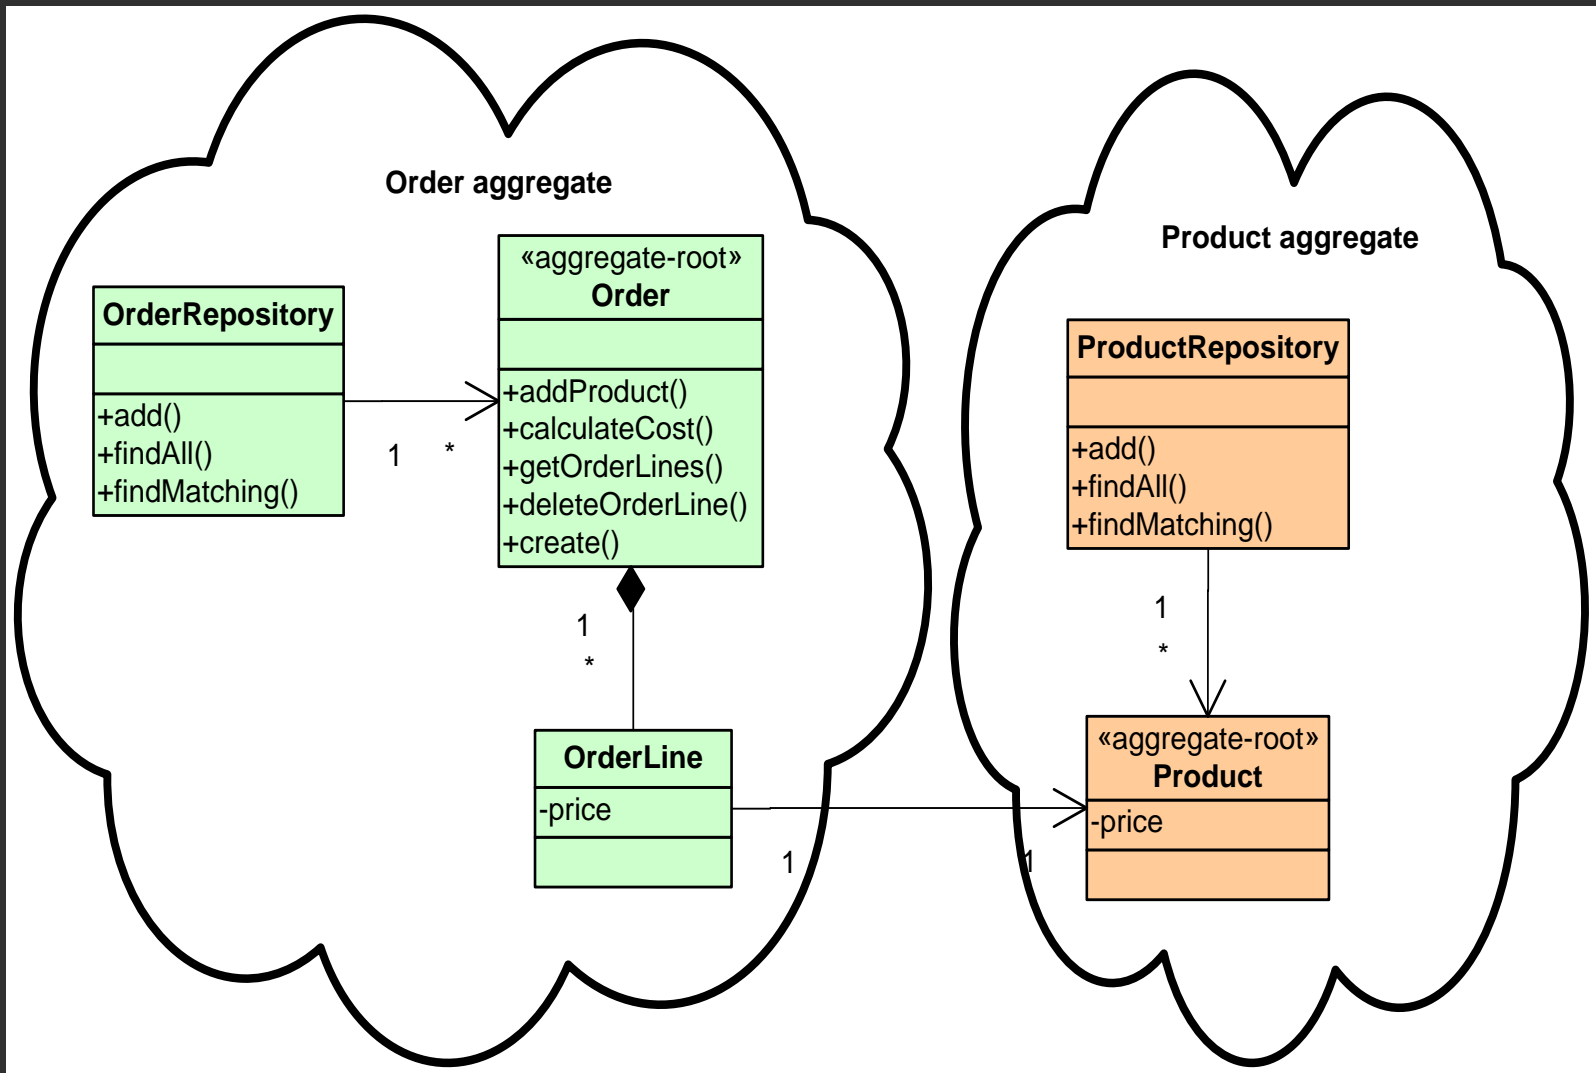 Order aggregate
OrderRepository
+add()
+findAll()
+findMatching()
1 *
«aggregate-root»
Order
+addProduct()
+calculateCost()
+getOrderLines()
+deleteOrderLine()
+create()
1
*
OrderLine
-price
1
1
Product aggregate
ProductRepository
+add()
+findAll()
+findMatching()
1
*
«aggregate-root»
Product
-price